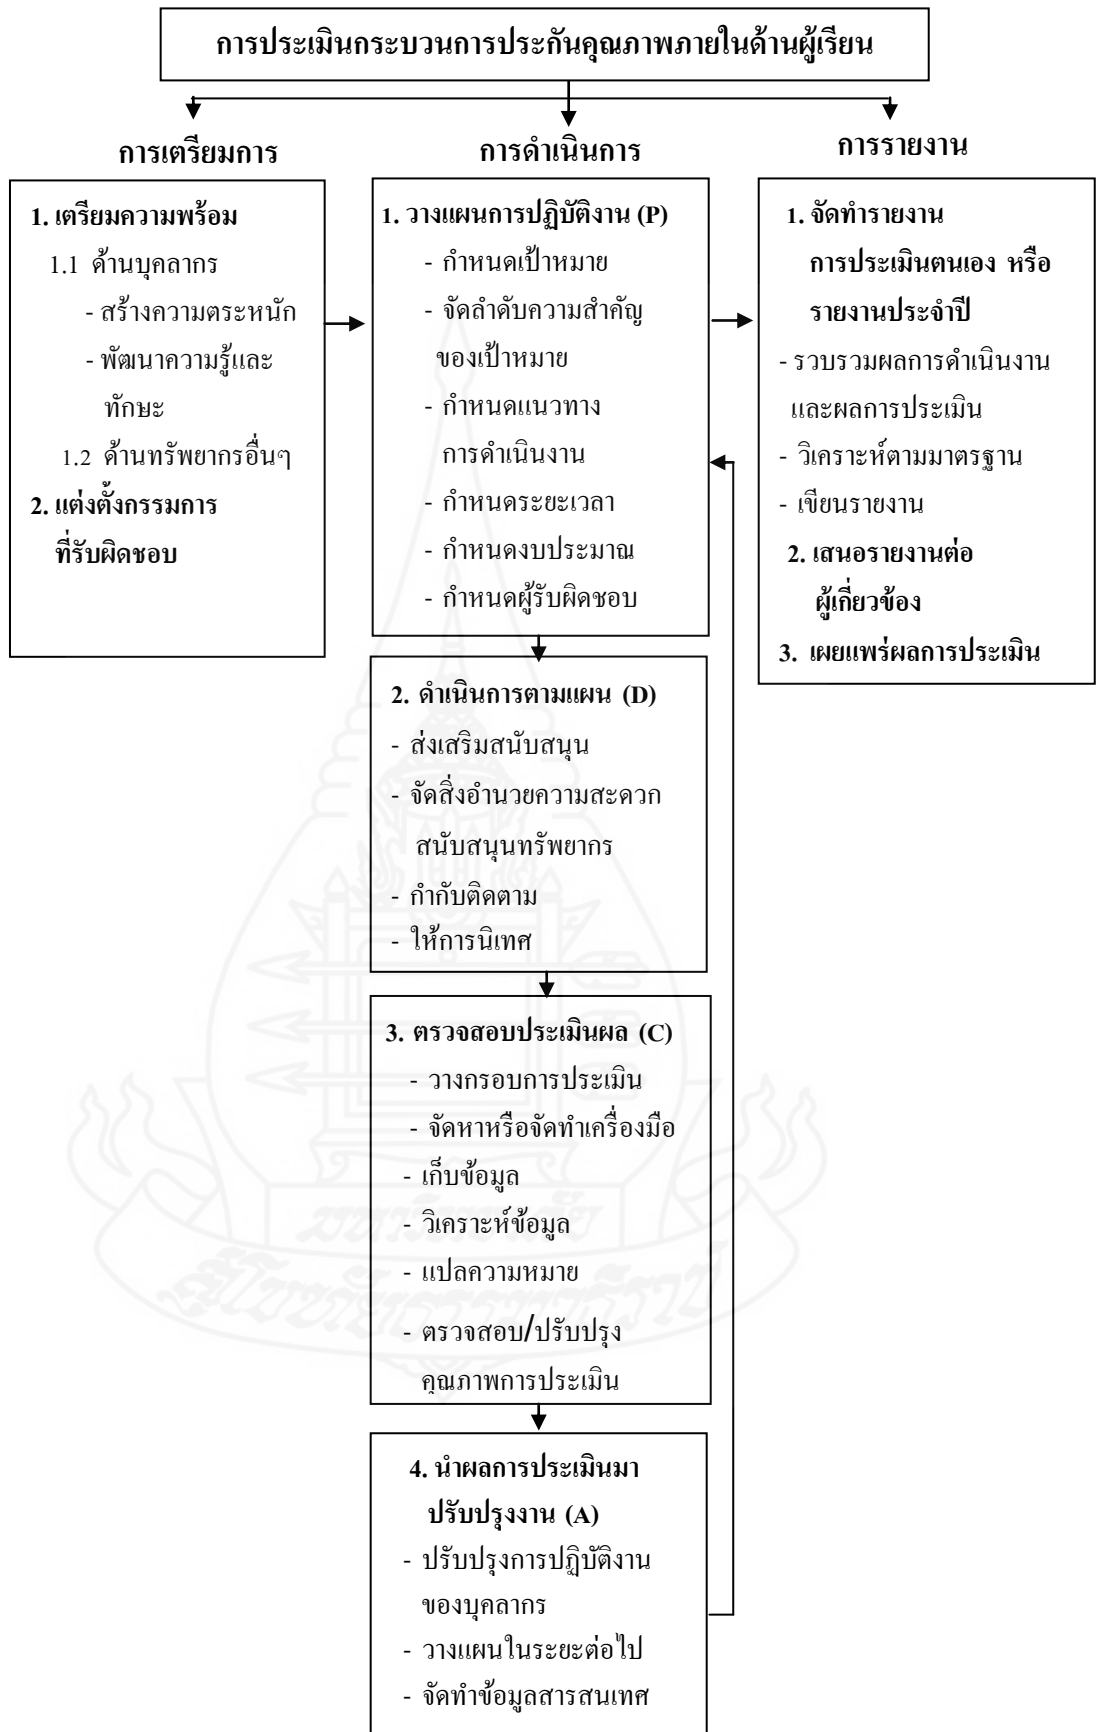 การประเมินกระบวนการประกันคุณภาพภายในด้านผู้เรียน
การเตรียมการ
1. เตรียมความพร้อม
1.1 ด้านบุคลากร
- สร้างความตระหนัก
- พัฒนาความรู้และ
ทักษะ
1.2 ด้านทรัพยากรอื่นๆ
2. แต่งตั้งกรรมการ
ที่รับผิดชอบ
การดำเนินการ
1. วางแผนการปฏิบัติงาน (P)
- กำหนดเป้าหมาย
- จัดลำดับความสำคัญ
ของเป้าหมาย
- กำหนดแนวทาง
การดำเนินงาน
- กำหนดระยะเวลา
- กำหนดงบประมาณ
- กำหนดผู้รับผิดชอบ
2. ดำเนินการตามแผน (D)
- ส่งเสริมสนับสนุน
- จัดสิ่งอำนวยความสะดวก
สนับสนุนทรัพยากร
- กำกับติดตาม
- ให้การนิเทศ
3. ตรวจสอบประเมินผล (C)
- วางกรอบการประเมิน
- จัดหาหรือจัดทำเครื่องมือ
- เก็บข้อมูล
- วิเคราะห์ข้อมูล
- แปลความหมาย
- ตรวจสอบ/ปรับปรุง
คุณภาพการประเมิน
4. นำผลการประเมินมา
ปรับปรุงงาน (A)
- ปรับปรุงการปฏิบัติงาน
ของบุคลากร
- วางแผนในระยะต่อไป
- จัดทำข้อมูลสารสนเทศ
การรายงาน
1. จัดทำรายงาน
การประเมินตนเอง หรือ
รายงานประจำปี
- รวบรวมผลการดำเนินงาน
และผลการประเมิน
- วิเคราะห์ตามมาตรฐาน
- เขียนรายงาน
2. เสนอรายงานต่อ
ผู้เกี่ยวข้อง
3. เผยแพร่ผลการประเมิน
มหาวิทยาลัย
สุโขทัยธรรมาธิราช